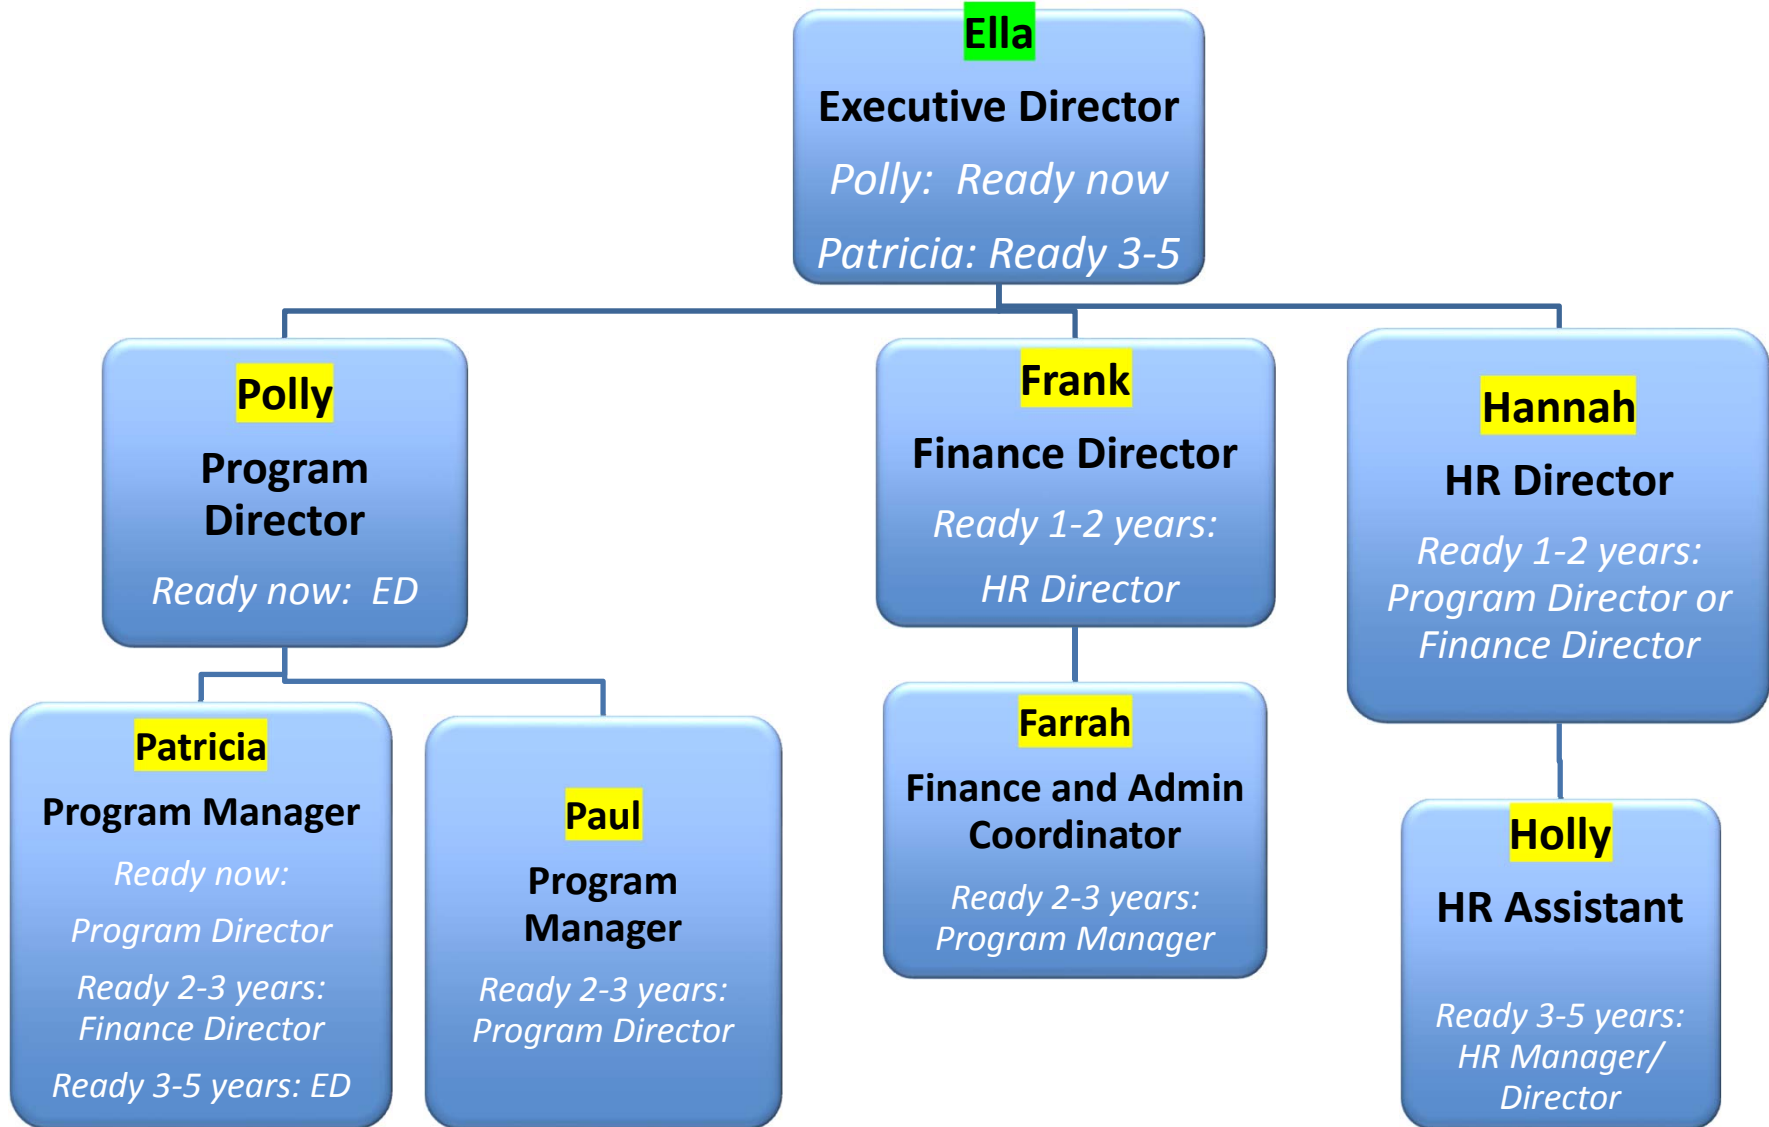 Ella
Executive Director
Polly:  Ready now
Patricia: Ready 3-5
Polly
Program
Director
Ready now:  ED
Frank
Finance Director
Ready 1-2 years:
HR Director
Hannah
HR Director
Ready 1-2 years:
Program Director or
Finance Director
Patricia
Program Manager
Ready now:
Program Director
Ready 2-3 years:
Finance Director
Ready 3-5 years: ED
Paul
Program
Manager
Ready 2-3 years:
Program Director
Farrah
Finance and Admin
Coordinator
Ready 2-3 years:
Program Manager
Holly
HR Assistant
Ready 3-5 years:
HR Manager/
Director